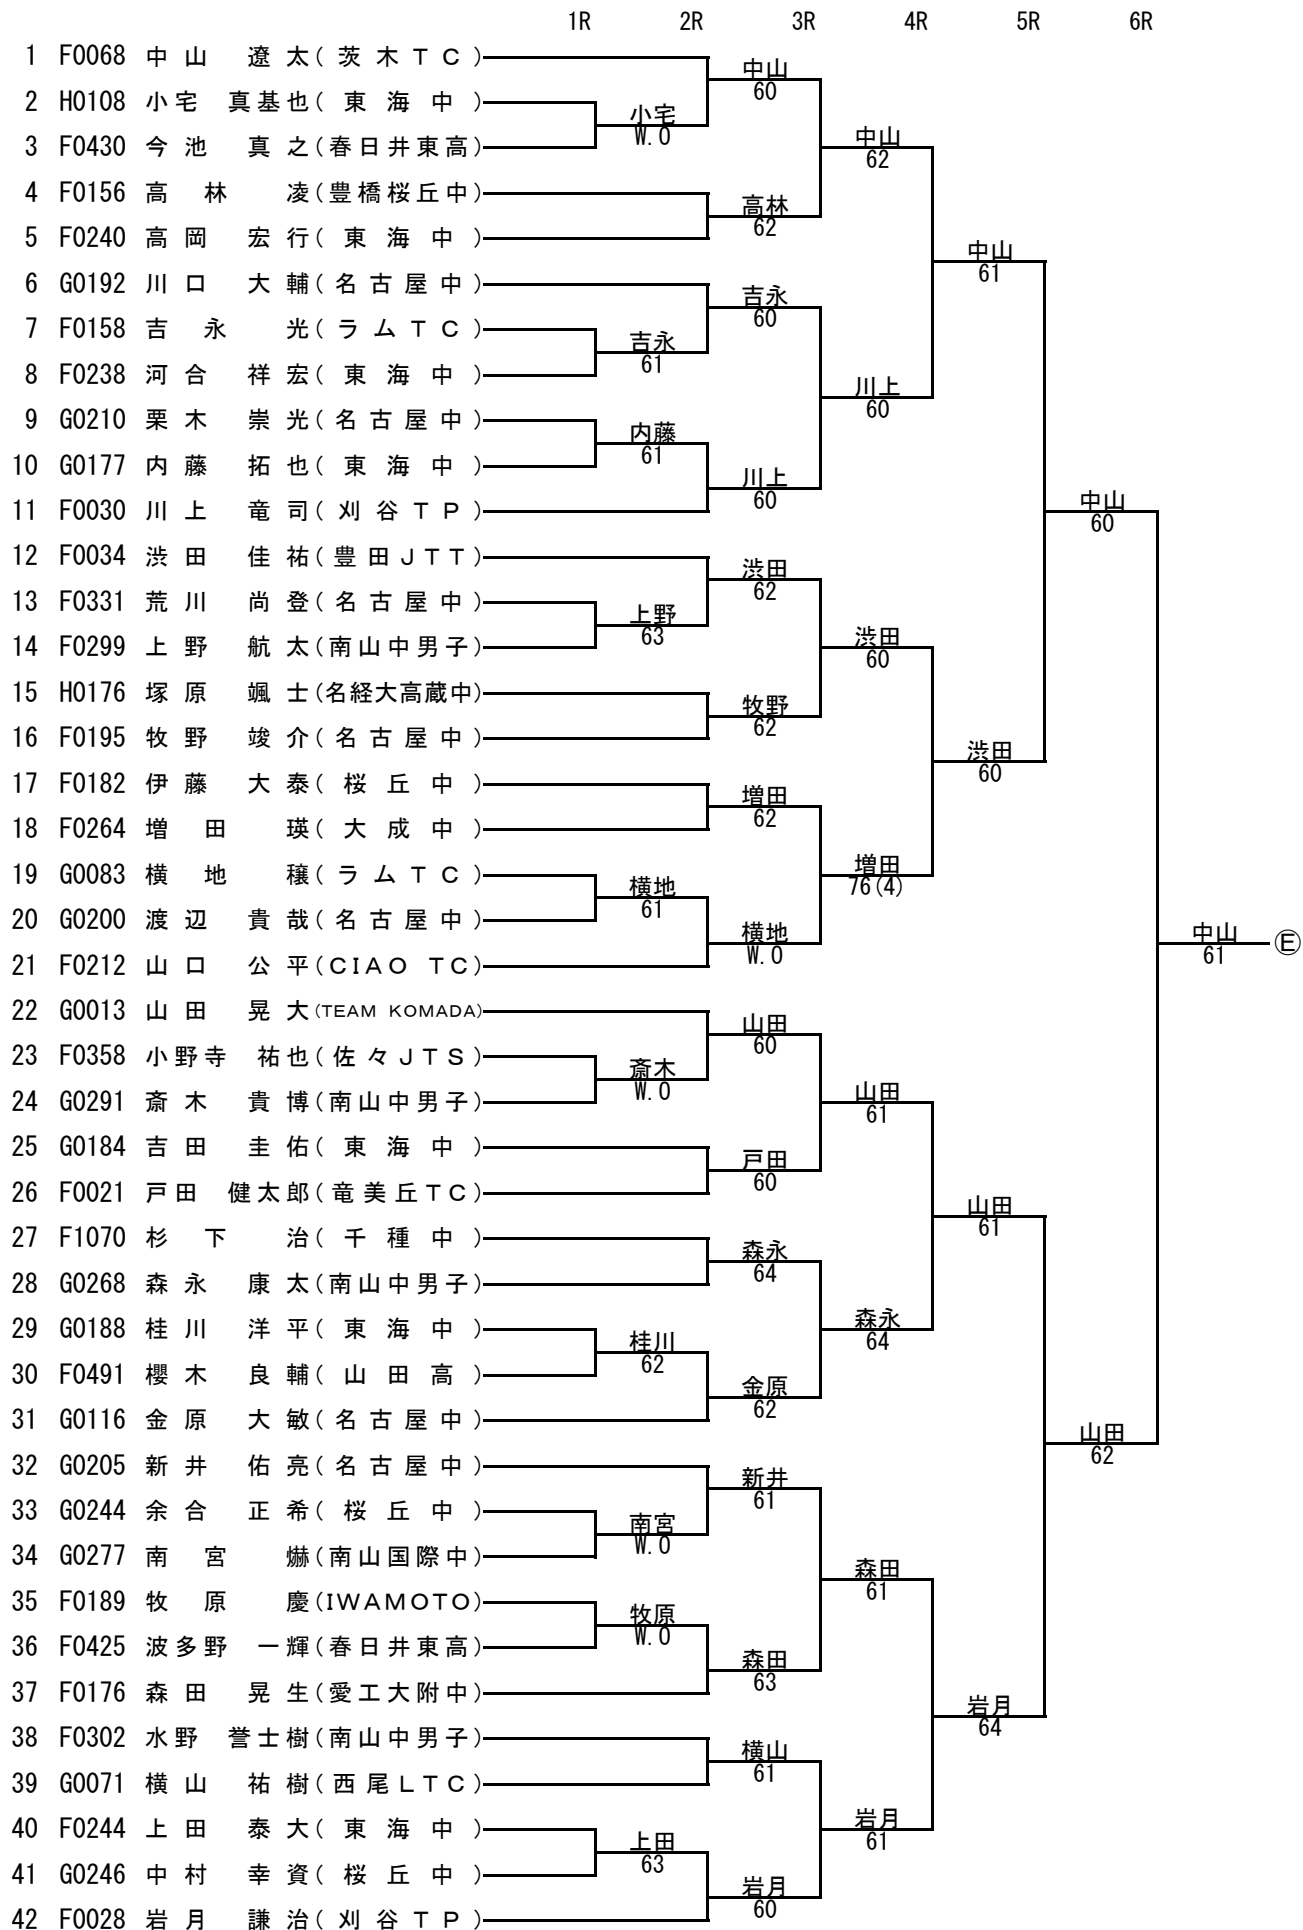 1R 2R 3R 4R 5R 6R
1 F0068 中山 遼太(茨木TC)
中山
60
2 H0108 小宅 真基也(東海中)
小宅
W.O
3 F0430 今池 真之(春日井東高)
中山
62
4 F0156 高林 凌(豊橋桜丘中)
高林
62
5 F0240 高岡 宏行(東海中)
中山
61
6 G0192 川口 大輔(名古屋中)
吉永
60
7 F0158 吉永 光(ラムTC)
吉永
61
8 F0238 河合 祥宏(東海中)
川上
60
9 G0210 栗木 崇光(名古屋中)
内藤
61
10 G0177 内藤 拓也(東海中)
川上
60
11 F0030 川上 竜司(刈谷TP)
中山
60
12 F0034 渋田 佳祐(豊田JTT)
渋田
62
13 F0331 荒川 尚登(名古屋中)
上野
63
14 F0299 上野 航太(南山中男子)
渋田
60
15 H0176 塚原 颯士(名経大高蔵中)
牧野
62
16 F0195 牧野 竣介(名古屋中)
渋田
60
17 F0182 伊藤 大泰(桜丘中)
増田
62
18 F0264 増田 瑛(大成中)
19 G0083 横地 穣(ラムTC)
増田
76(4)
横地
61
20 G0200 渡辺 貴哉(名古屋中)
横地
W.O
中山
61
Ⓔ
21 F0212 山口 公平(CIAO TC)
22 G0013 山田 晃大(TEAM KOMADA)
山田
60
23 F0358 小野寺 祐也(佐々JTS)
斎木
W.O
24 G0291 斎木 貴博(南山中男子)
山田
61
25 G0184 吉田 圭佑(東海中)
戸田
60
26 F0021 戸田 健太郎(竜美丘TC)
山田
61
27 F1070 杉下 治(千種中)
森永
64
28 G0268 森永 康太(南山中男子)
森永
64
29 G0188 桂川 洋平(東海中)
桂川
62
30 F0491 櫻木 良輔(山田高)
金原
62
31 G0116 金原 大敏(名古屋中)
山田
62
32 G0205 新井 佑亮(名古屋中)
新井
61
33 G0244 余合 正希(桜丘中)
南宮
W.O
34 G0277 南宮 爀(南山国際中)
森田
61
35 F0189 牧原 慶(IWAMOTO)
牧原
W.O
36 F0425 波多野 一輝(春日井東高)
森田
63
37 F0176 森田 晃生(愛工大附中)
岩月
64
38 F0302 水野 誉士樹(南山中男子)
横山
61
39 G0071 横山 祐樹(西尾LTC)
岩月
61
40 F0244 上田 泰大(東海中)
上田
63
41 G0246 中村 幸資(桜丘中)
岩月
60
42 F0028 岩月 謙治(刈谷TP)